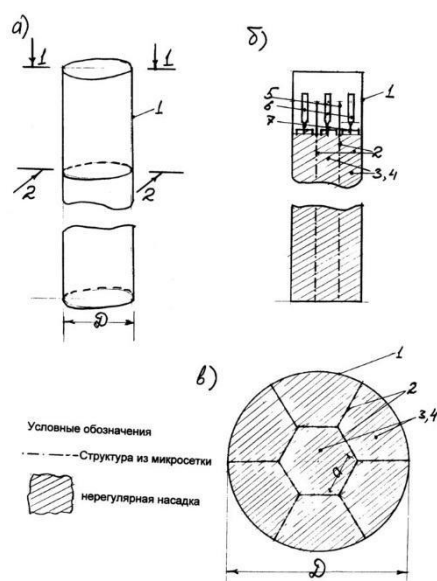 а)
1 1
1
2 2
D
б)
1
5
6
7
2
3,4
в)
1
2
3,4
a
D
Условные обозначения
Структура из микросетки
нерегулярная насадка